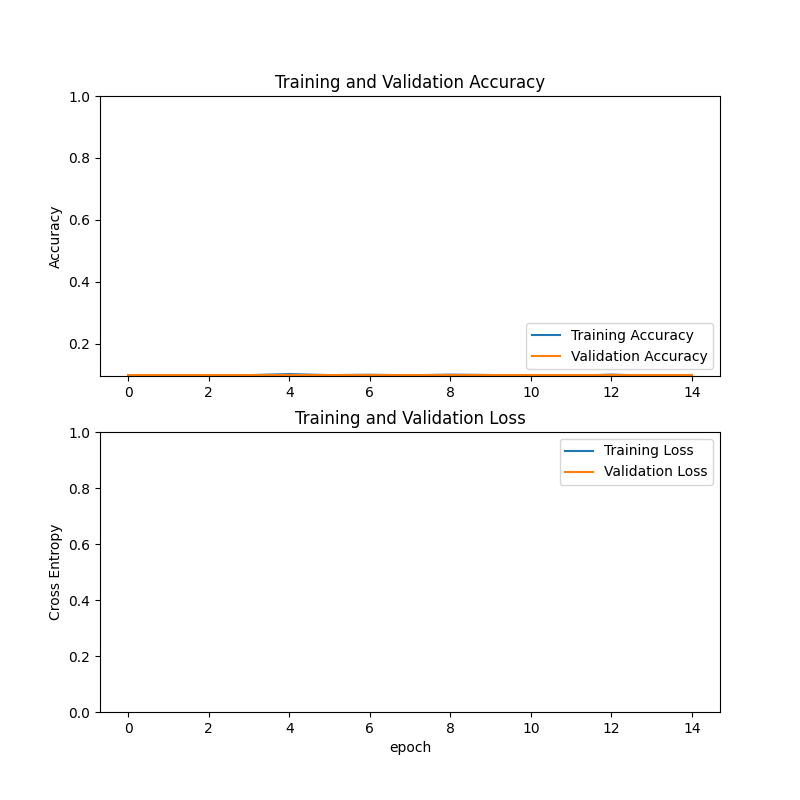 Training and Validation Accuracy
Accuracy
1.0
0.8
0.6
0.4
0.2
Training Accuracy
Validation Accuracy
0 2 4 6 8 10 12 14
Training and Validation Loss
Cross Entropy
1.0
0.8
0.6
0.4
0.2
0.0
Training Loss
Validation Loss
0 2 4 6 8 10 12 14
epoch